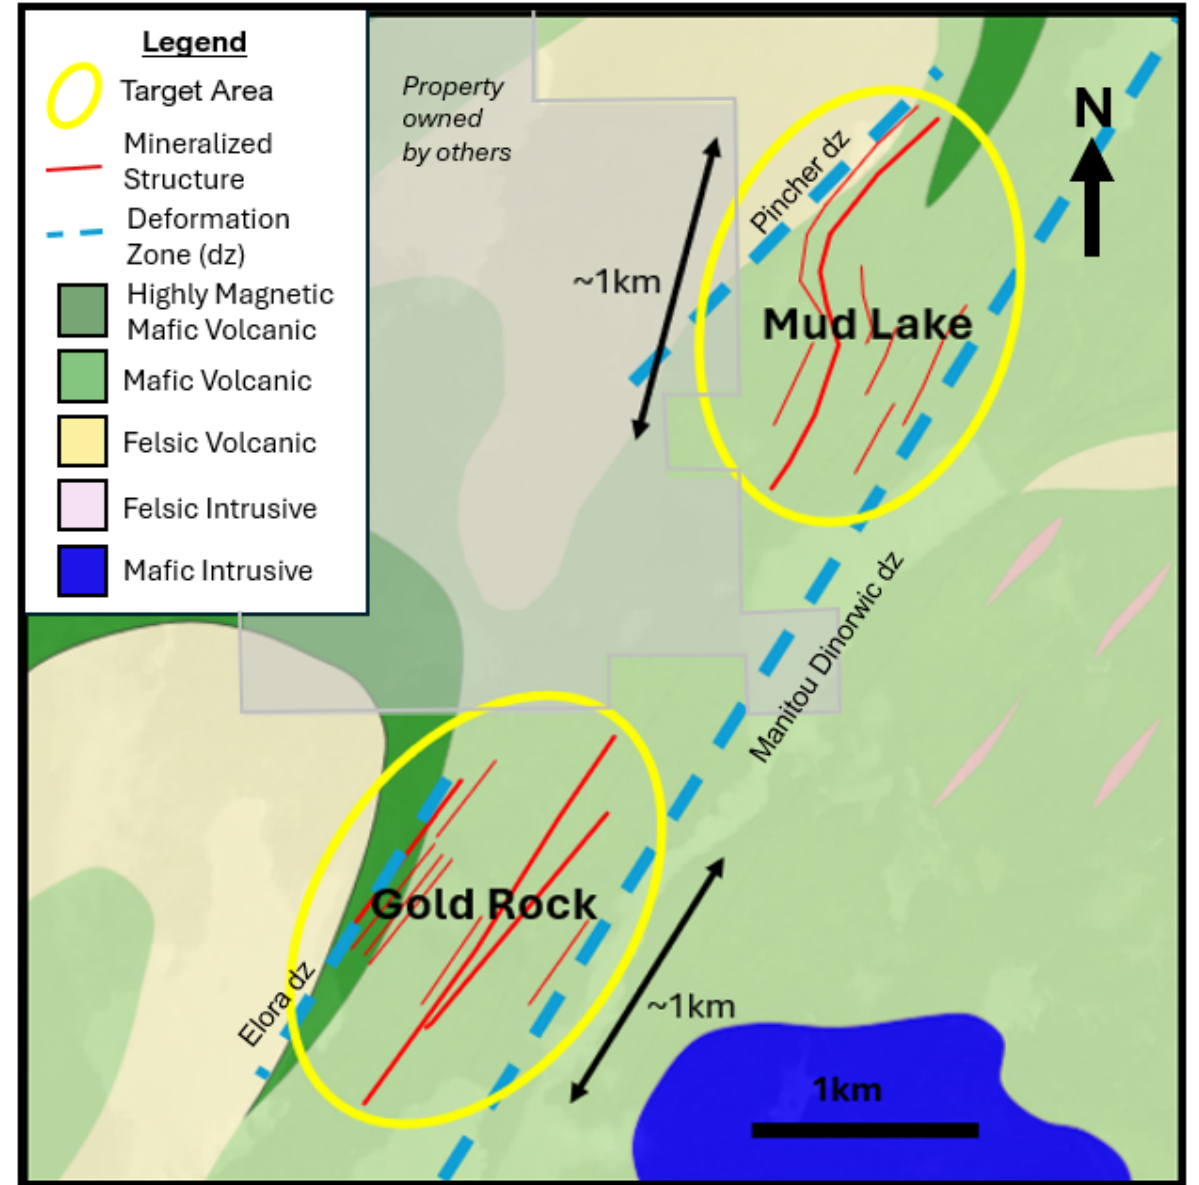 Legend
Target Area
Mineralized
Structure
Deformation
Zone (dz)
Highly Magnetic
Mafic Volcanic
Mafic Volcanic
Felsic Volcanic
Felsic Intrusive
Mafic Intrusive
Property
owned
by others
N
Pincher dz
~1km
Mud Lake
Manitou Dinorwic dz
Gold Rock
Elora dz
~1km
1km